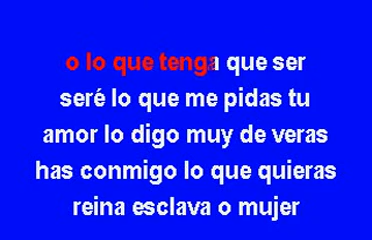 o lo que tenga que ser
seré lo que me pidas tu
amor lo digo muy de veras
has conmigo lo que quieras
reina esclava o mujer